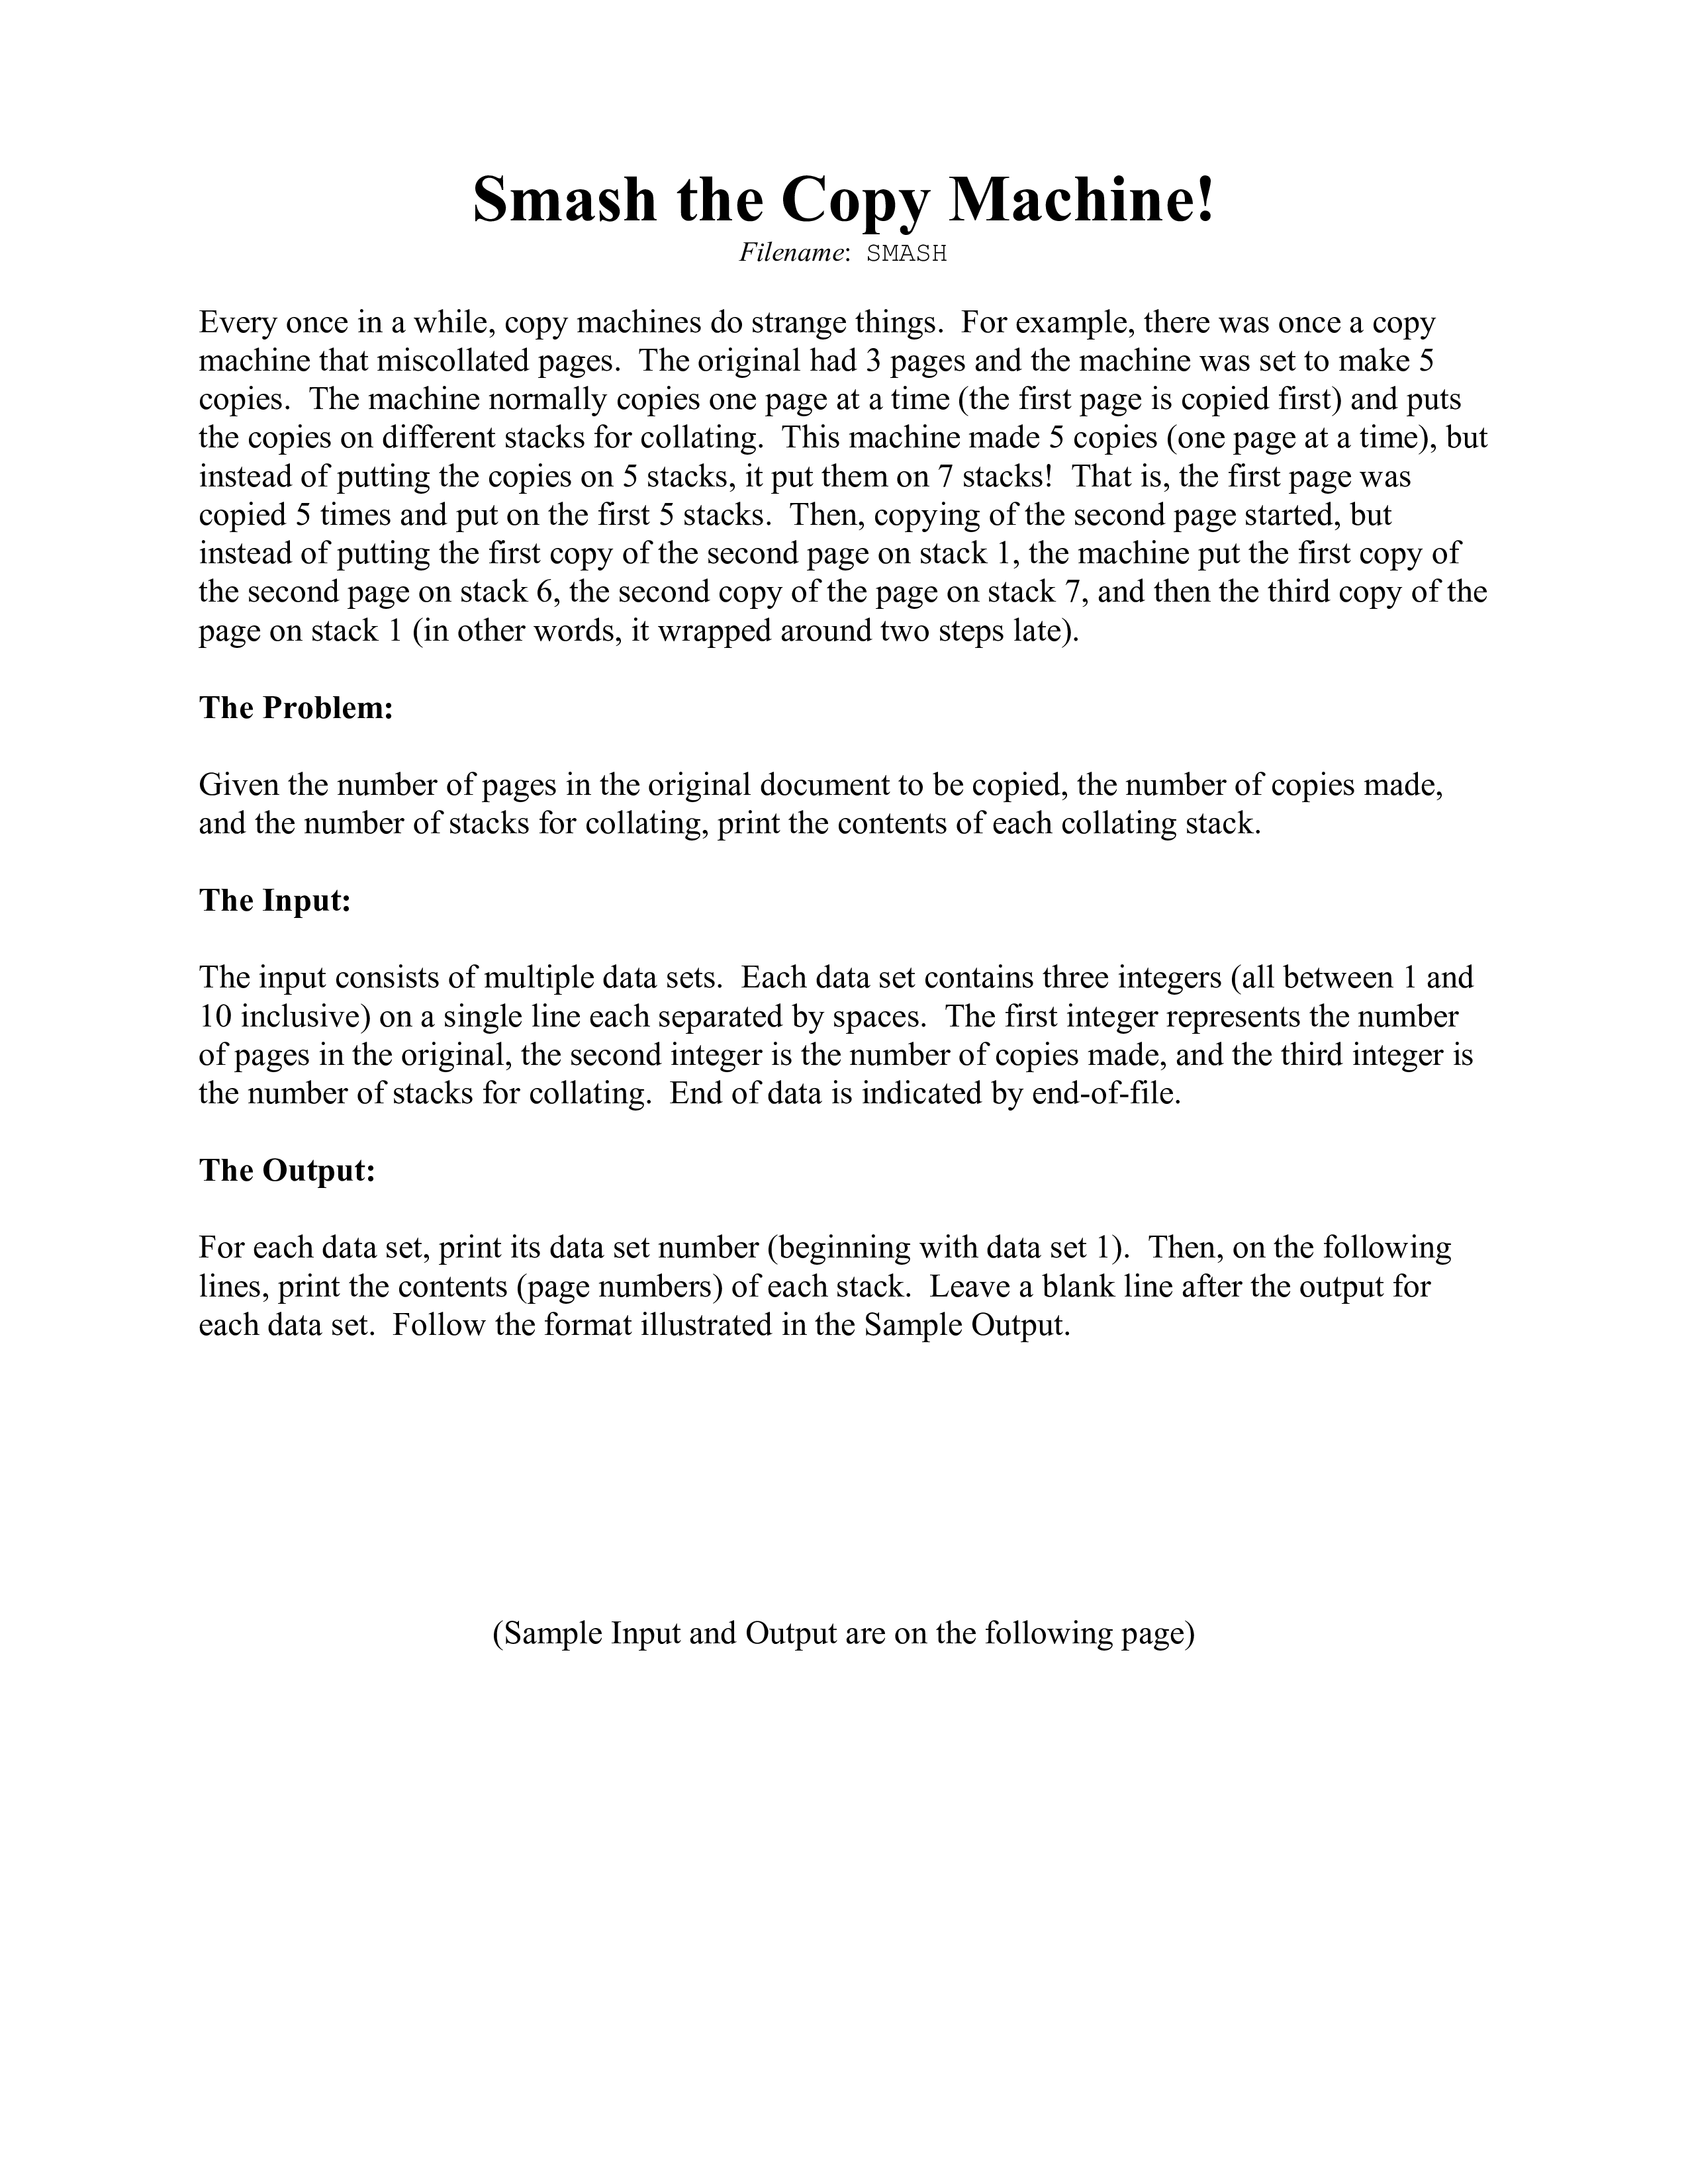 Smash the Copy Machine!
Filename: SMASH
Every once in a while, copy machines do strange things. For example, there was once a copy
machine that miscollated pages. The original had 3 pages and the machine was set to make 5
copies. The machine normally copies one page at a time (the first page is copied first) and puts
the copies on different stacks for collating. This machine made 5 copies (one page at a time), but
instead of putting the copies on 5 stacks, it put them on 7 stacks! That is, the first page was
copied 5 times and put on the first 5 stacks. Then, copying of the second page started, but
instead of putting the first copy of the second page on stack 1, the machine put the first copy of
the second page on stack 6, the second copy of the page on stack 7, and then the third copy of the
page on stack 1 (in other words, it wrapped around two steps late).
The Problem:
Given the number of pages in the original document to be copied, the number of copies made,
and the number of stacks for collating, print the contents of each collating stack.
The Input:
The input consists of multiple data sets. Each data set contains three integers (all between 1 and
10 inclusive) on a single line each separated by spaces. The first integer represents the number
of pages in the original, the second integer is the number of copies made, and the third integer is
the number of stacks for collating. End of data is indicated by end-of-file.
The Output:
For each data set, print its data set number (beginning with data set 1). Then, on the following
lines, print the contents (page numbers) of each stack. Leave a blank line after the output for
each data set. Follow the format illustrated in the Sample Output.
(Sample Input and Output are on the following page)